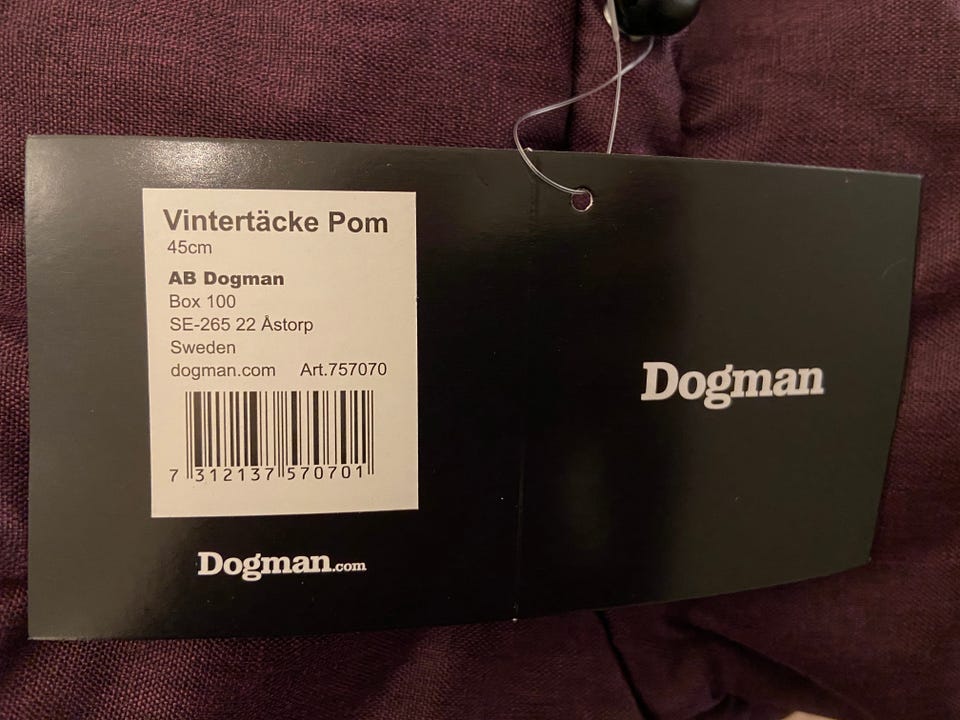 Vintertäcke Pom
45cm
AB Dogman
Box 100
SE-265 22 Åstorp
Sweden
dogman.com Art.757070
7 312137 570701
Dogman.com
Dogman